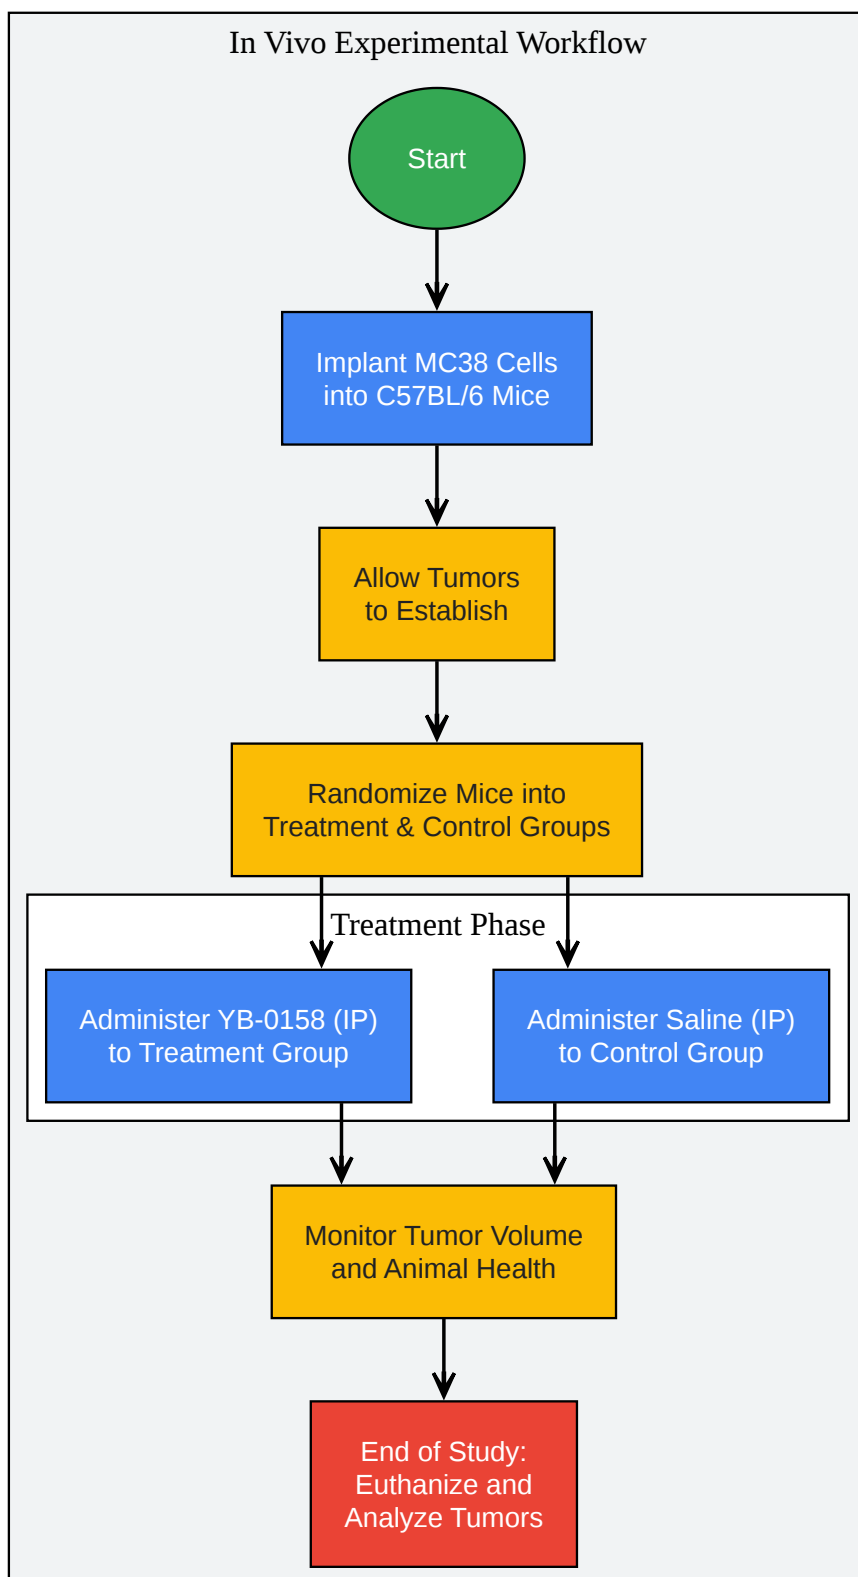 In Vivo Experimental Workflow
Start
Implant MC38 Cells
into C57BL/6 Mice
Allow Tumors
to Establish
Randomize Mice into
Treatment & Control Groups
Treatment Phase
Administer YB-0158 (IP)
to Treatment Group
Administer Saline (IP)
to Control Group
Monitor Tumor Volume
and Animal Health
End of Study:
Euthanize and
Analyze Tumors